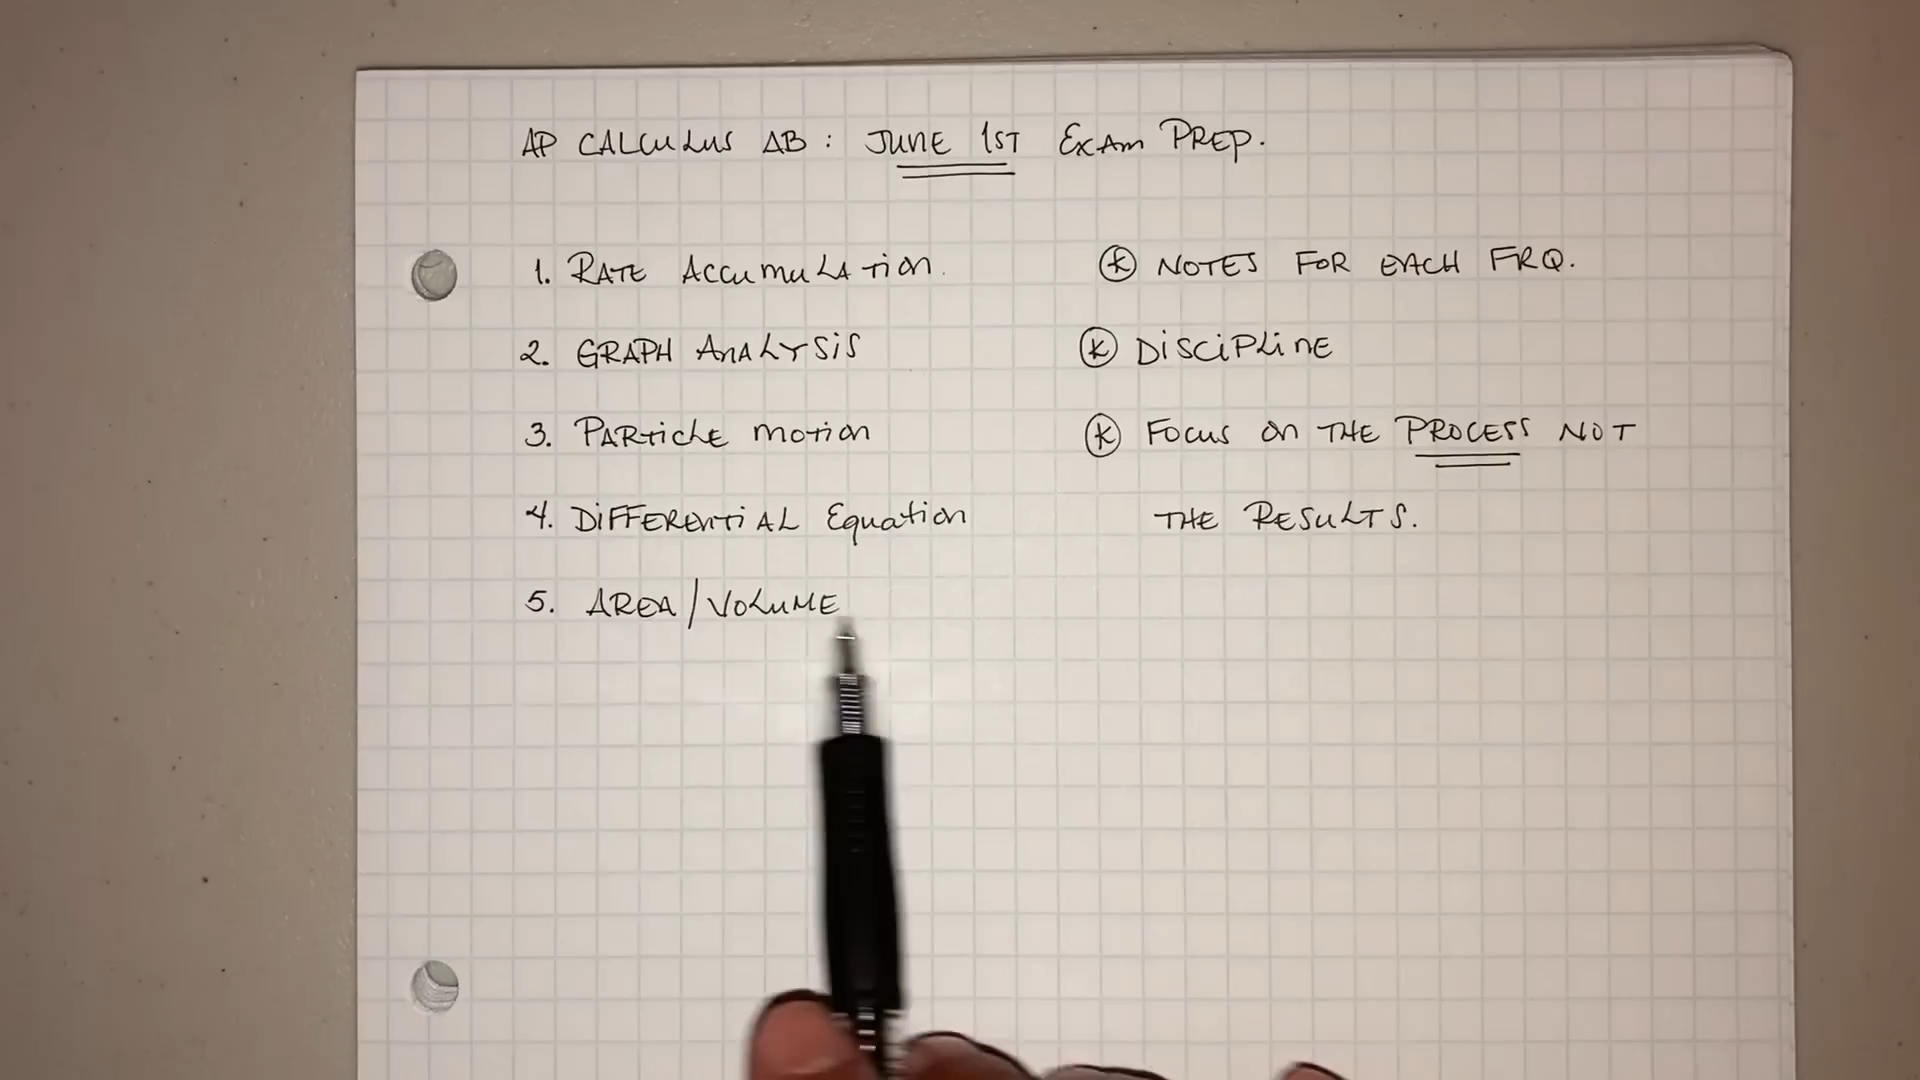 AP CALCULUS AB: JUNE 1ST EXAM PREP.
1. RATE ACCUMULATION.
2. GRAPH ANALYSIS
3. PARTICLE MOTION
4. DIFFERENTIAL Equation
5. AREA/VOLUME
* NOTES FOR EACH FRQ.
* DISCIPLINE
* FOCUS ON THE PROCESS NOT
THE RESULTS.